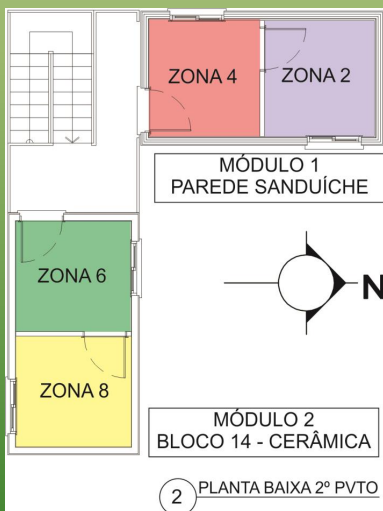 ZONA 4
ZONA 2
MÓDULO 1
PAREDE SANDUÍCHE
ZONA 6
N
ZONA 8
MÓDULO 2
BLOCO 14 - CERÂMICA
2 PLANTA BAIXA 2º PVTO